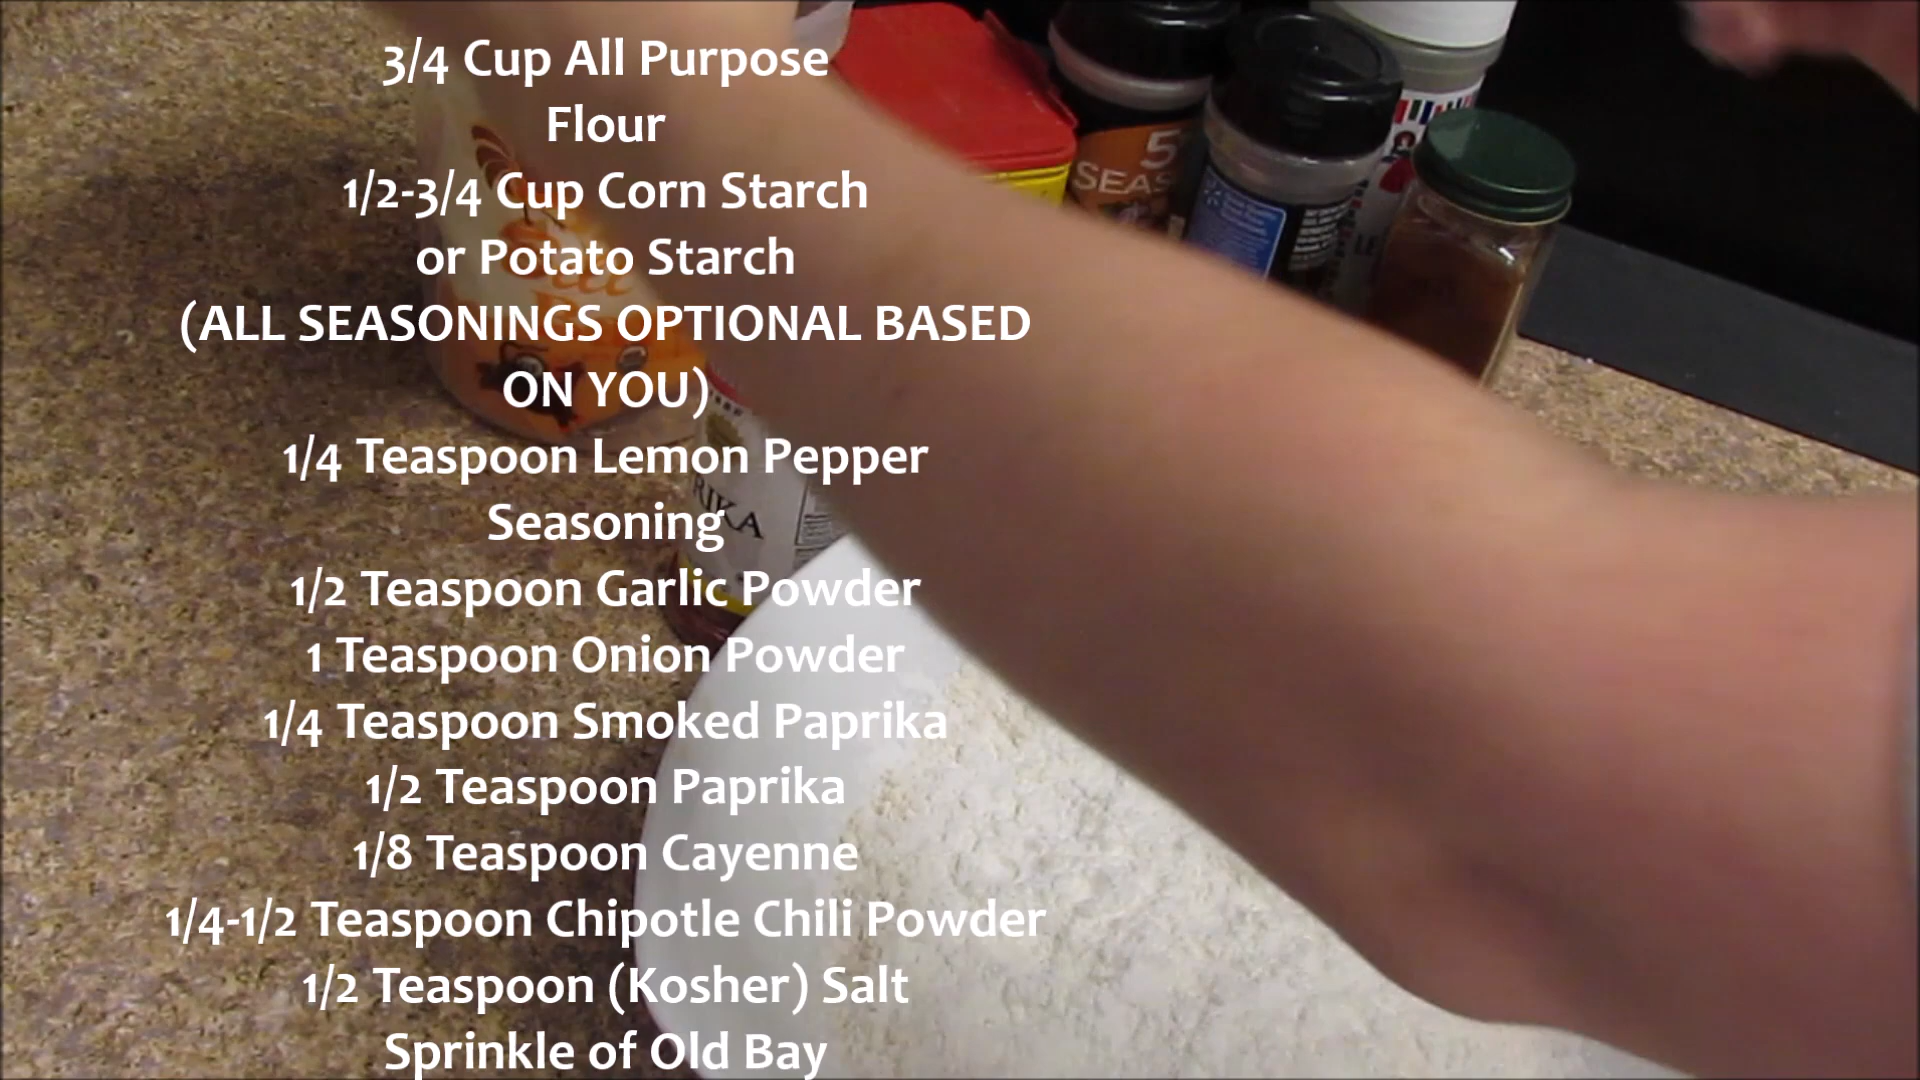 3/4 Cup All Purpose
Flour
1/2-3/4 Cup Corn Starch
or Potato Starch
(ALL SEASONINGS OPTIONAL BASED
ON YOU)
1/4 Teaspoon Lemon Pepper
Seasoning
1/2 Teaspoon Garlic Powder
1 Teaspoon Onion Powder
1/4 Teaspoon Smoked Paprika
1/2 Teaspoon Paprika
1/8 Teaspoon Cayenne
1/4-1/2 Teaspoon Chipotle Chili Powder
1/2 Teaspoon (Kosher) Salt
Sprinkle of Old Bay
5
SEAS
RIKA